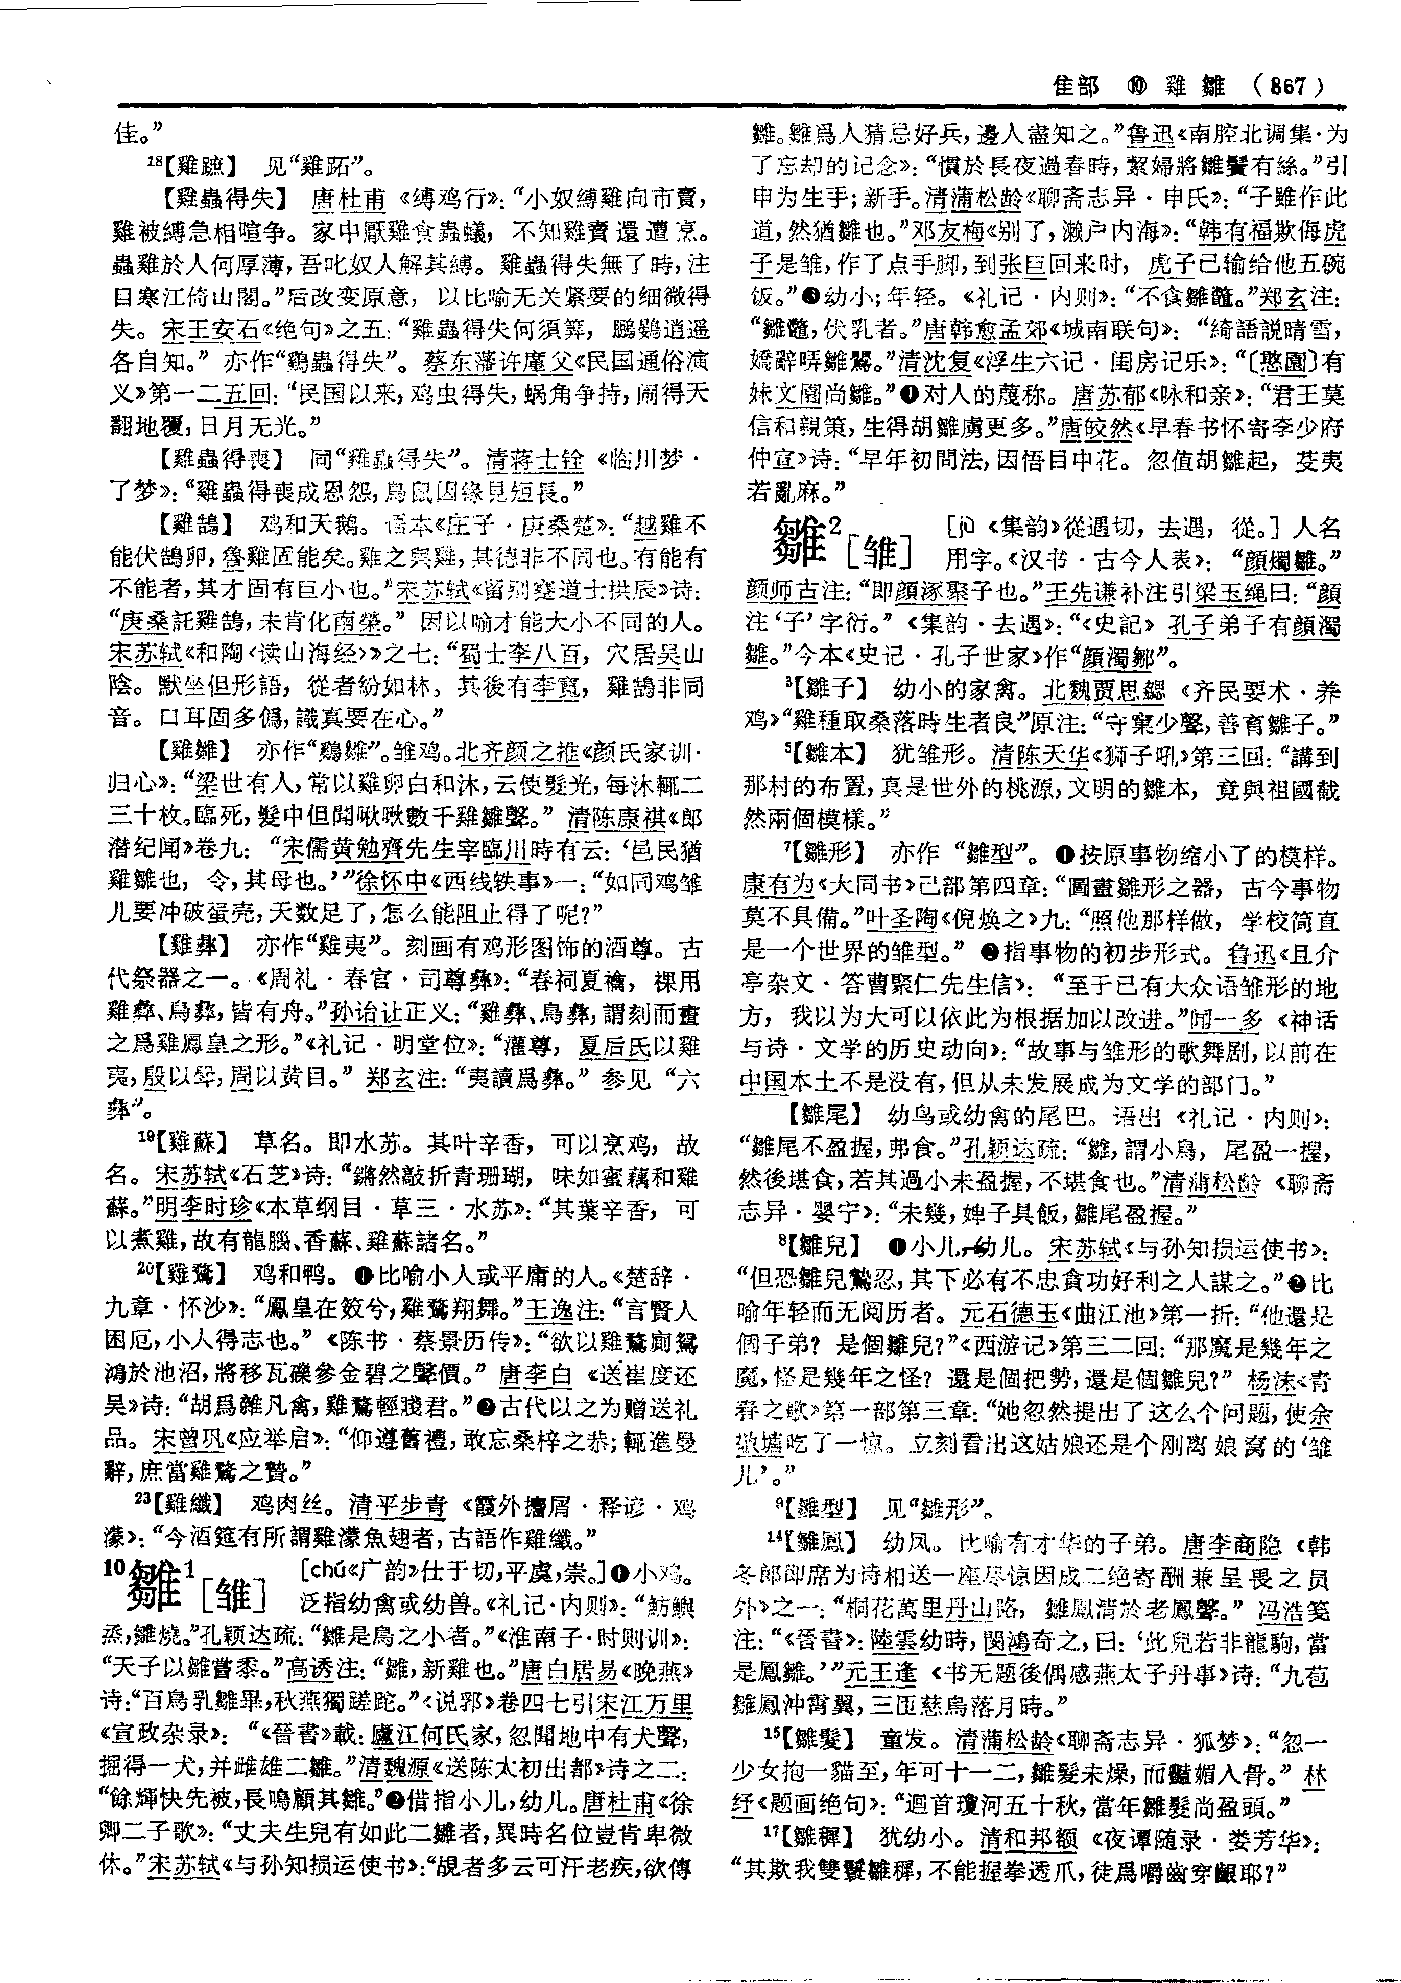 隹部 ⑩ 雞 雛 (867)
佳。”
18【雞蹠】 见“雞跖”。
【雞蟲得失】 唐杜甫《缚鸡行》：“小奴縛雞向市賣，
雞被縛急相喧争。家中厭雞食蟲蟻，不知雞賣還遭烹。
蟲雞於人何厚薄，吾叱奴人解其縛。雞蟲得失無了時，注
目寒江倚山閣。”后改变原意，以比喻无关紧要的细微得
失。宋王安石《绝句》之五：“雞蟲得失何須筭，鵬鷃逍遥
各自知。”亦作“鷄蟲得失”。蔡东藩许廑父《民国通俗演
义》第一二五回：“民国以来，鸡虫得失，蜗角争持，闹得天
翻地覆，日月无光。”
【雞蟲得喪】 同“雞蟲得失”。清蒋士铨《临川梦·
了梦》：“雞蟲得喪成恩怨，鳥鼠因緣見短長。”
【雞鵠】 鸡和天鹅。语本《庄子·庚桑楚》：“越雞不
能伏鵠卵，魯雞固能矣。雞之與雞，其德非不同也。有能有
不能者，其才固有巨小也。”宋苏轼《留别蹇道士拱辰》诗：
“庚桑託雞鵠，未肯化南榮。”因以喻才能大小不同的人。
宋苏轼《和陶〈读山海经〉》之七：“蜀士李八百，穴居吴山
陰。默坐但形語，從者紛如林。其後有李寬，雞鵠非同
音。口耳固多僞，識真要在心。”
【雞雛】 亦作“鷄雛”。雏鸡。北齐颜之推《颜氏家训·
归心》：“梁世有人，常以雞卵白和沐，云使髮光，每沐輒二
三十枚。臨死，髮中但聞啾啾數千雞雛聲。”清陈康祺《郎
潜纪闻》卷九：“宋儒黄勉齊先生宰臨川時有云：‘邑民猶
雞雛也，令，其母也。’”徐怀中《西线轶事》一：“如同鸡雏
儿要冲破蛋壳，天数足了，怎么能阻止得了呢？”
【雞彝】 亦作“雞夷”。刻画有鸡形图饰的酒尊。古
代祭器之一。《周礼·春官·司尊彝》：“春祠夏禴，祼用
雞彝、鳥彝，皆有舟。”孙诒让正义：“雞彝、鳥彝，謂刻而畫
之爲雞鳳皇之形。”《礼记·明堂位》：“灌尊，夏后氏以雞
夷，殷以斝，周以黄目。”郑玄注：“夷讀爲彝。”参见“六
彝”。
19【雞蘇】 草名。即水苏。其叶辛香，可以烹鸡，故
名。宋苏轼《石芝》诗：“鏘然敲折青珊瑚，味如蜜藕和雞
蘇。”明李时珍《本草纲目·草三·水苏》：“其葉辛香，可
以煮雞，故有龍腦、香蘇、雞蘇諸名。”
20【雞鶩】 鸡和鸭。❶比喻小人或平庸的人。《楚辞·
九章·怀沙》：“鳳皇在笯兮，雞鶩翔舞。”王逸注：“言賢人
困厄，小人得志也。”《陈书·蔡景历传》：“欲以雞鶩廁鴛
鴻於池沼，將移瓦礫參金碧之聲價。”唐李白《送崔度还
吴》诗：“胡爲雜凡禽，雞鶩輕賤君。”❷古代以之为赠送礼
品。宋曾巩《应举启》：“仰遵舊禮，敢忘桑梓之恭；輒進曼
辭，庶當雞鶩之贄。”
23【雞纖】 鸡肉丝。清平步青《霞外攟屑·释谚·鸡
濛》：“今酒筵有所謂雞濛魚翅者，古語作雞纖。”
10雛1［雏］ [chú《广韵》仕于切，平虞，崇。]❶小鸡。
泛指幼禽或幼兽。《礼记·内则》：“魴鱮
烝，雛燒。”孔颖达疏：“雛是鳥之小者。”《淮南子·时则训》：
“天子以雛嘗黍。”高诱注：“雛，新雞也。”唐白居易《晚燕》
诗：“百鳥乳雛畢，秋燕獨蹉跎。”《说郛》卷四七引宋江万里
《宣政杂录》：“《晉書》載：廬江何氏家，忽聞地中有犬聲，
掘得一犬，并雌雄二雛。”清魏源《送陈太初出都》诗之二：
“餘輝快先被，長鳴顧其雛。”❷借指小儿，幼儿。唐杜甫《徐
卿二子歌》：“丈夫生兒有如此二雛者，異時名位豈肯卑微
休。”宋苏轼《与孙知损运使书》：“覘者多云可汗老疾，欲傳
雛。雛爲人猜忌好兵，邊人盡知之。”鲁迅《南腔北调集·为
了忘却的记念》：“慣於長夜過春時，挈婦將雛鬢有絲。”引
申为生手；新手。清蒲松龄《聊斋志异·申氏》：“子雖作此
道，然猶雛也。”邓友梅《别了，濑户内海》：“韩有福欺侮虎
子是雏，作了点手脚，到张巨回来时，虎子已输给他五碗
饭。”❸幼小；年轻。《礼记·内则》：“不食雛鼈。”郑玄注：
“雛鼈，伏乳者。”唐韩愈孟郊《城南联句》：“綺語説晴雪，
嬌辭哢雛鶯。”清沈复《浮生六记·闺房记乐》：“〔憨園〕有
妹文園尚雛。”❹对人的蔑称。唐苏郁《咏和亲》：“君王莫
信和親策，生得胡雛虜更多。”唐皎然《早春书怀寄李少府
仲宣》诗：“早年初問法，因悟目中花。忽值胡雛起，芟夷
若亂麻。”
雛2［雏］ [jù《集韵》從遇切，去遇，從。]人名
用字。《汉书·古今人表》：“顔燭雛。”
颜师古注：“即顔涿聚子也。”王先谦补注引梁玉绳曰：“顔
注‘子’字衍。”《集韵·去遇》：“《史記》孔子弟子有顔濁
雛。”今本《史记·孔子世家》作“顔濁鄒”。
3【雛子】 幼小的家禽。北魏贾思勰《齐民要术·养
鸡》“雞種取桑落時生者良”原注：“守窠少聲，善育雛子。”
5【雛本】 犹雏形。清陈天华《狮子吼》第三回：“講到
那村的布置，真是世外的桃源，文明的雛本，竟與祖國截
然兩個模樣。”
7【雛形】 亦作“雛型”。❶按原事物缩小了的模样。
康有为《大同书》己部第四章：“圖畫雛形之器，古今事物
莫不具備。”叶圣陶《倪焕之》九：“照他那样做，学校简直
是一个世界的雏型。”❷指事物的初步形式。鲁迅《且介
亭杂文·答曹聚仁先生信》：“至于已有大众语雏形的地
方，我以为大可以依此为根据加以改进。”闻一多《神话
与诗·文学的历史动向》：“故事与雏形的歌舞剧，以前在
中国本土不是没有，但从未发展成为文学的部门。”
【雛尾】 幼鸟或幼禽的尾巴。语出《礼记·内则》：
“雛尾不盈握，弗食。”孔颖达疏：“雛，謂小鳥，尾盈一握，
然後堪食，若其過小未盈握，不堪食也。”清蒲松龄《聊斋
志异·婴宁》：“未幾，婢子具飯，雛尾盈握。”
8【雛兒】 ❶小儿，幼儿。宋苏轼《与孙知损运使书》：
“但恐雛兒鷙忍，其下必有不忠貪功好利之人謀之。”❷比
喻年轻而无阅历者。元石德玉《曲江池》第一折：“他還是
個子弟？是個雛兒？”《西游记》第三二回：“那魔是幾年之
魔，怪是幾年之怪？還是個把勢，還是個雛兒？”杨沫《青
春之歌》第一部第三章：“她忽然提出了这么个问题，使余
敬塘吃了一惊。立刻看出这姑娘还是个刚离娘窝的‘雏
儿’。”
9【雛型】 见“雛形”。
14【雛鳳】 幼凤。比喻有才华的子弟。唐李商隐《韩
冬郎即席为诗相送一座尽惊因成二绝寄酬兼呈畏之员
外》之一：“桐花萬里丹山路，雛鳳清於老鳳聲。”冯浩笺
注：“《晉書》：陸雲幼時，閔鴻奇之，曰：‘此兒若非龍駒，當
是鳳雛。’”元王逢《书无题後偶感燕太子丹事》诗：“九苞
雛鳳沖霄翼，三匝慈烏落月時。”
15【雛髮】 童发。清蒲松龄《聊斋志异·狐梦》：“忽一
少女抱一貓至，年可十一二，雛髮未燥，而豔媚入骨。”林
纾《题画绝句》：“迴首瓊河五十秋，當年雛髮尚盈頭。”
17【雛穉】 犹幼小。清和邦额《夜谭随录·娄芳华》：
“其欺我雙鬟雛穉，不能握拳透爪，徒爲嚼齒穿齦耶？”